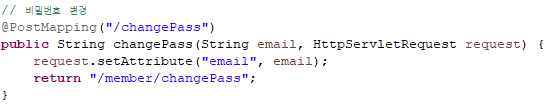 // 비밀번호 변경
@PostMapping("/changePass")
public String changePass(String email, HttpServletRequest request) {
request.setAttribute("email", email);
return "/member/changePass";
}